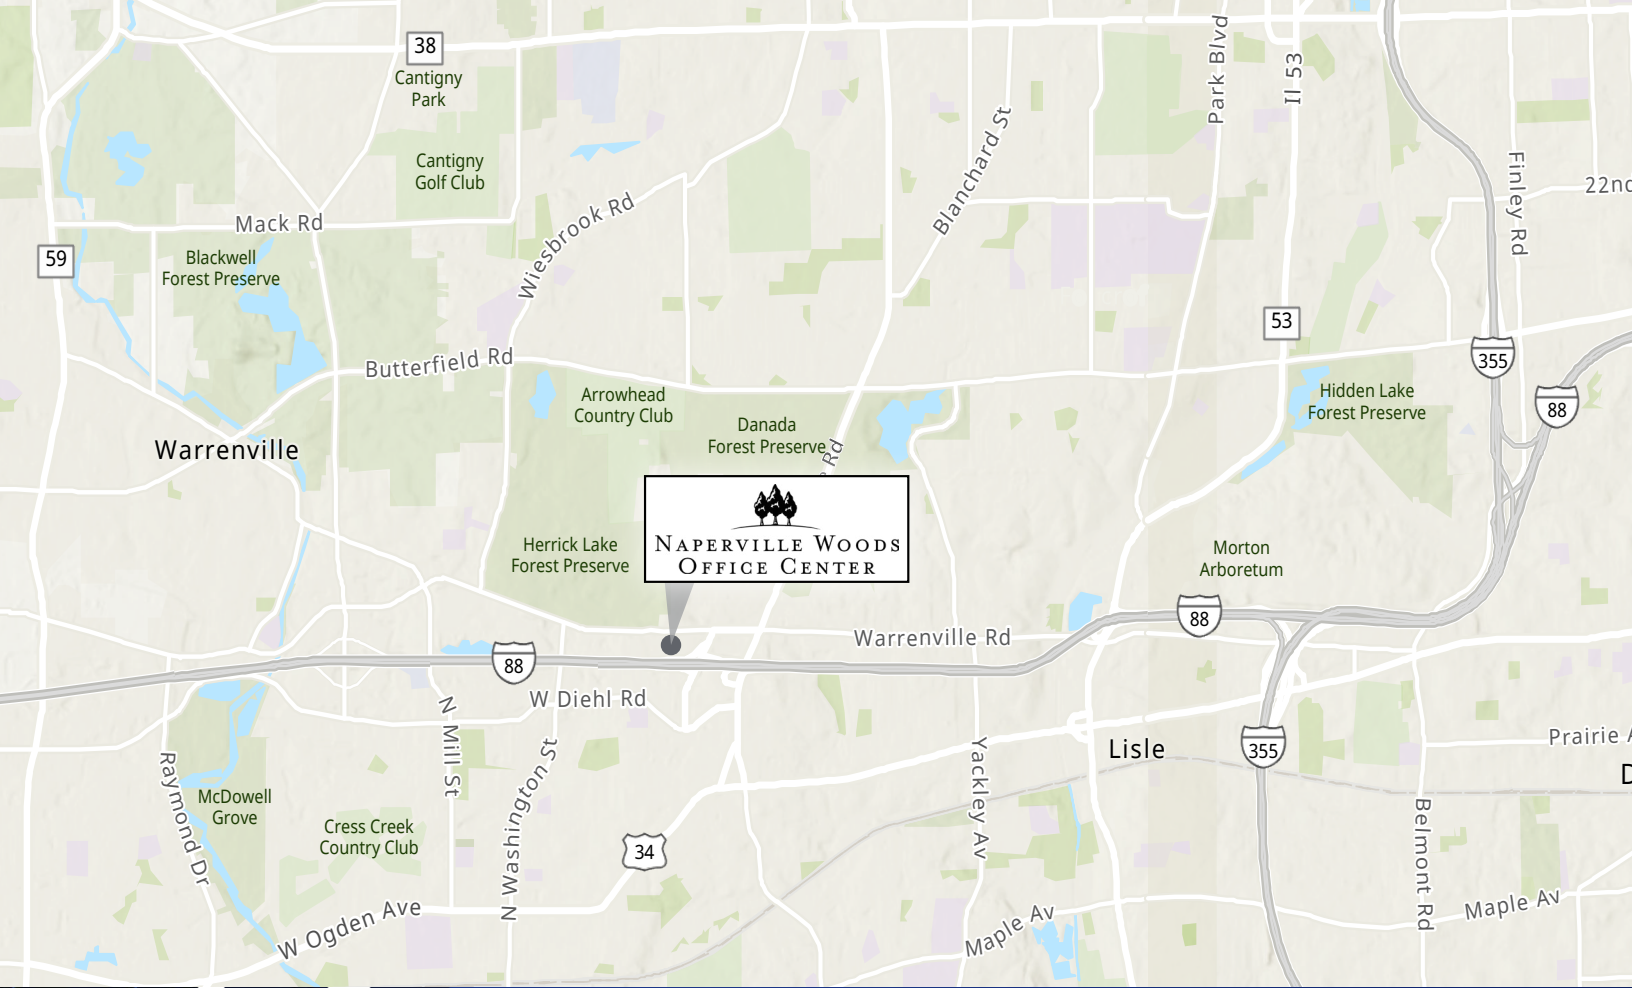 38
Cantigny
Park
Park Blvd
Il 53
Blanchard St
Cantigny
Golf Club
Finley Rd
22nd
Mack Rd
Wiesbrook Rd
59
Blackwell
Forest Preserve
53
Butterfield Rd
355
88
Arrowhead
Country Club
Hidden Lake
Forest Preserve
Danada
Forest Preserve
Rd
Warrenville
NAPERVILLE WOODS
OFFICE CENTER
Herrick Lake
Forest Preserve
Morton
Arboretum
88
Warrenville Rd
88
W Diehl Rd
N Mill St
Raymond Dr
N Washington St
Yackley Av
Lisle
355
Prairie A
D
McDowell
Grove
Cress Creek
Country Club
34
Belmont Rd
W Ogden Ave
Maple Av
Maple Av